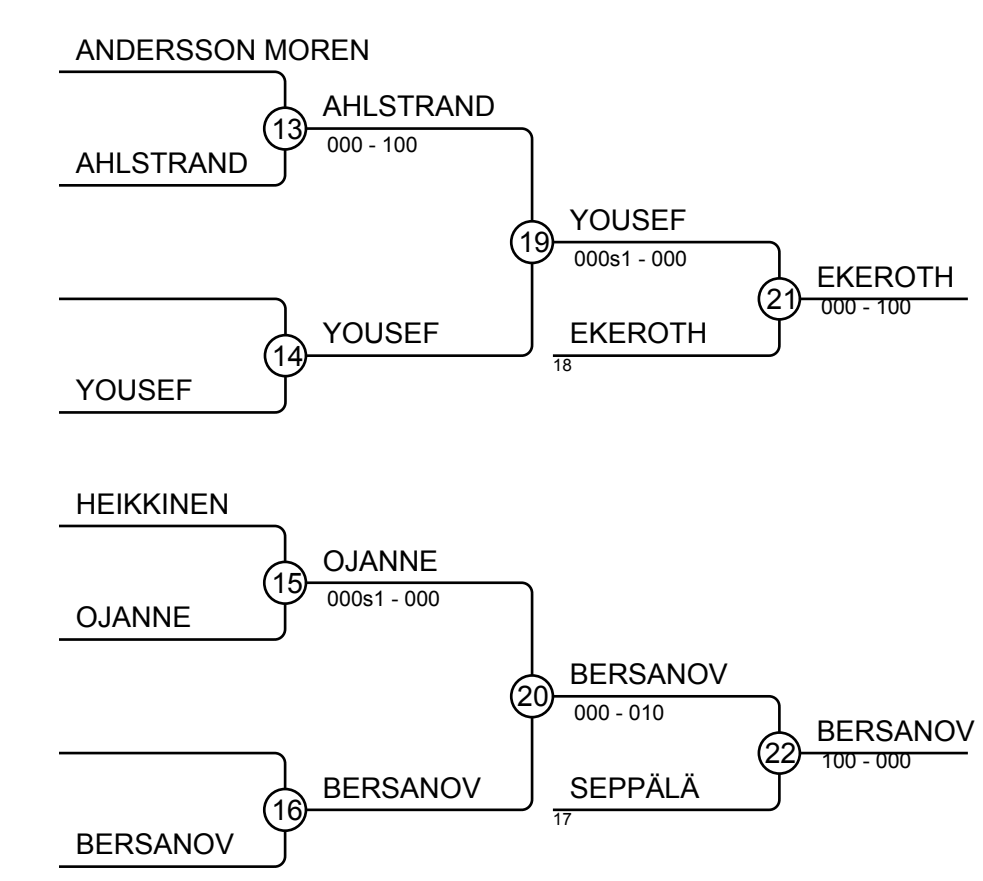 ANDERSSON MOREN
13
AHLSTRAND
000 - 100
AHLSTRAND
19
YOUSEF
000s1 - 000
21
EKEROTH
000 - 100
14
YOUSEF
EKEROTH
18
YOUSEF
HEIKKINEN
15
OJANNE
000s1 - 000
OJANNE
20
BERSANOV
000 - 010
22
BERSANOV
100 - 000
16
BERSANOV
SEPPÄLÄ
17
BERSANOV